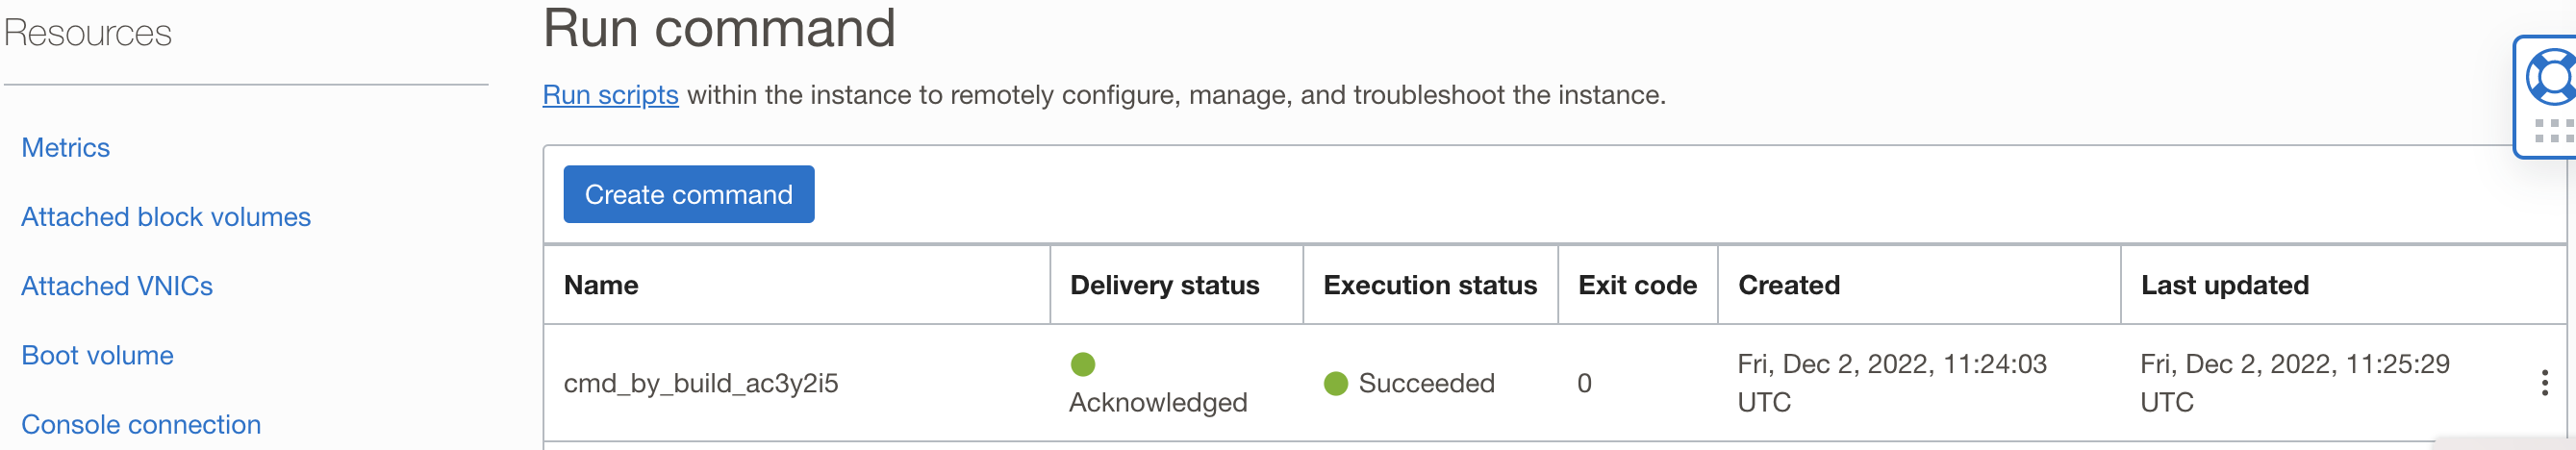 Resources
Metrics
Attached block volumes
Attached VNICs
Boot volume
Console connection
Run command
Run scripts within the instance to remotely configure, manage, and troubleshoot the instance.
Create command
Name Delivery status Execution status Exit code Created Last updated
cmd_by_build_ac3y2i5 Acknowledged Succeeded 0 Fri, Dec 2, 2022, 11:24:03 UTC Fri, Dec 2, 2022, 11:25:29 UTC